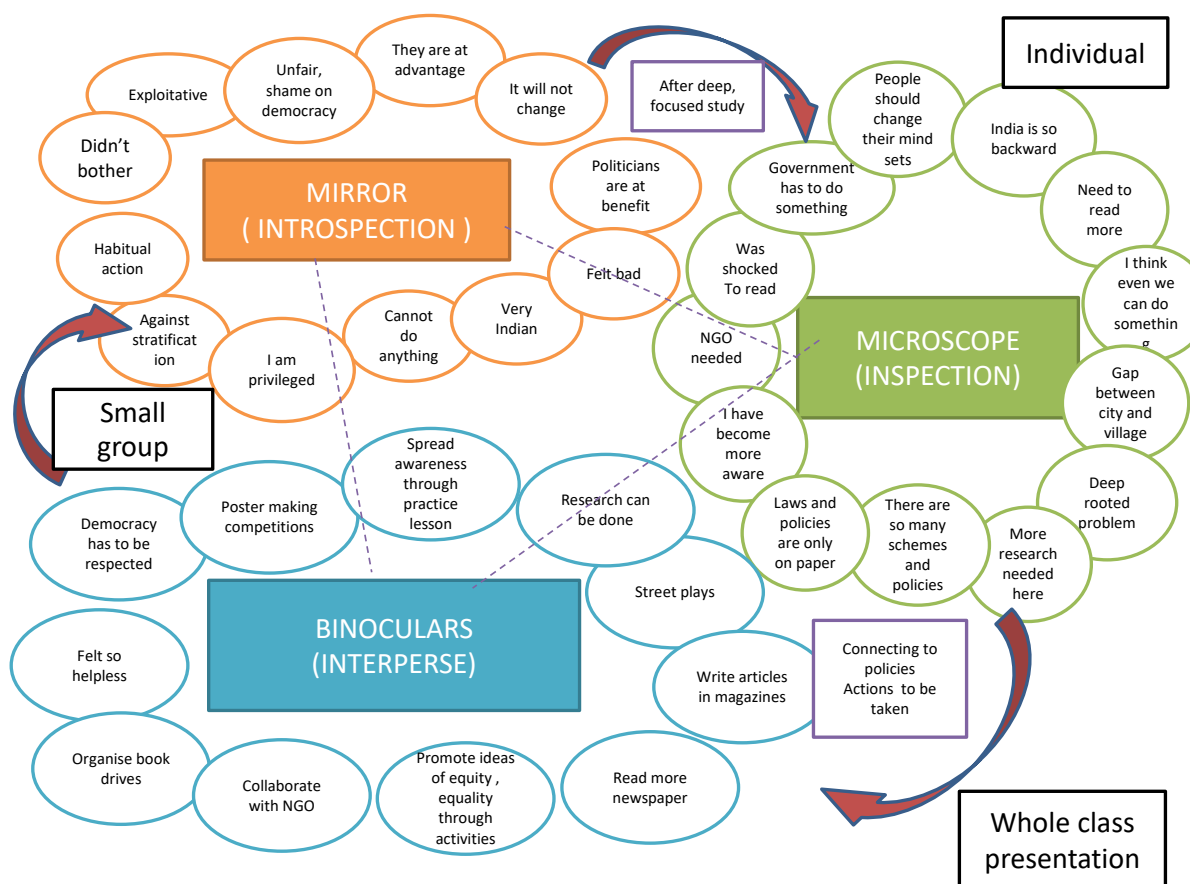 Individual
They are at
advantage
Unfair,
shame on
democracy
It will not
change
Exploitative
Didn't
bother
After deep,
focused study
People
should
change
their mind
sets
India is so
backward
MIRROR
( INTROSPECTION )
Politicians
are at
benefit
Government
has to do
something
Need to
read
more
Habitual
action
Felt bad
Was
shocked
To read
I think
even we
can do
somethin
g
Against
stratificat
ion
I am
privileged
Cannot
do
anything
Very
Indian
NGO
needed
MICROSCOPE
(INSPECTION)
Gap
between
city and
village
Small
group
I have
become
more
aware
Deep
rooted
problem
Democracy
has to be
respected
Poster making
competitions
Spread
awareness
through
practice
lesson
Research can
be done
Laws and
policies
are only
on paper
There are
so many
schemes
and
policies
More
research
needed
here
BINOCULARS
(INTERPERSE)
Street plays
Felt so
helpless
Write articles
in magazines
Connecting to
policies
Actions to be
taken
Organise book
drives
Collaborate
with NGO
Promote ideas
of equity ,
equality
through
activities
Read more
newspaper
Whole class
presentation